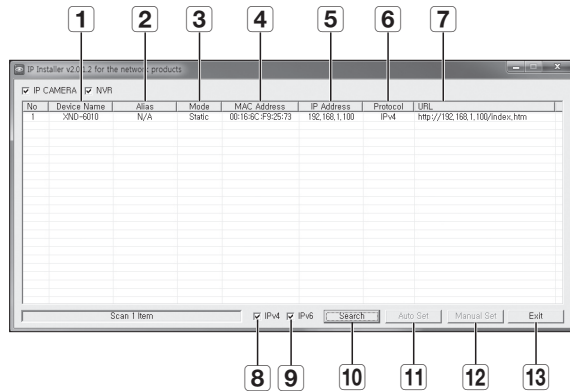 1 2 3 4 5 6 7
IP Installer v2.0.1.2 for the network products
IP CAMERA NVR
No Device Name Alias Mode MAC Address IP Address Protocol URL
1 XND-6010 N/A Static 00:16:6C:F9:25:73 192,168,1,100 IPv4 http://192,168,1,100/index,htm
Scan 1 Item IPv4 IPv6 Search Auto Set Manual Set Exit
8 9 10 11 12 13